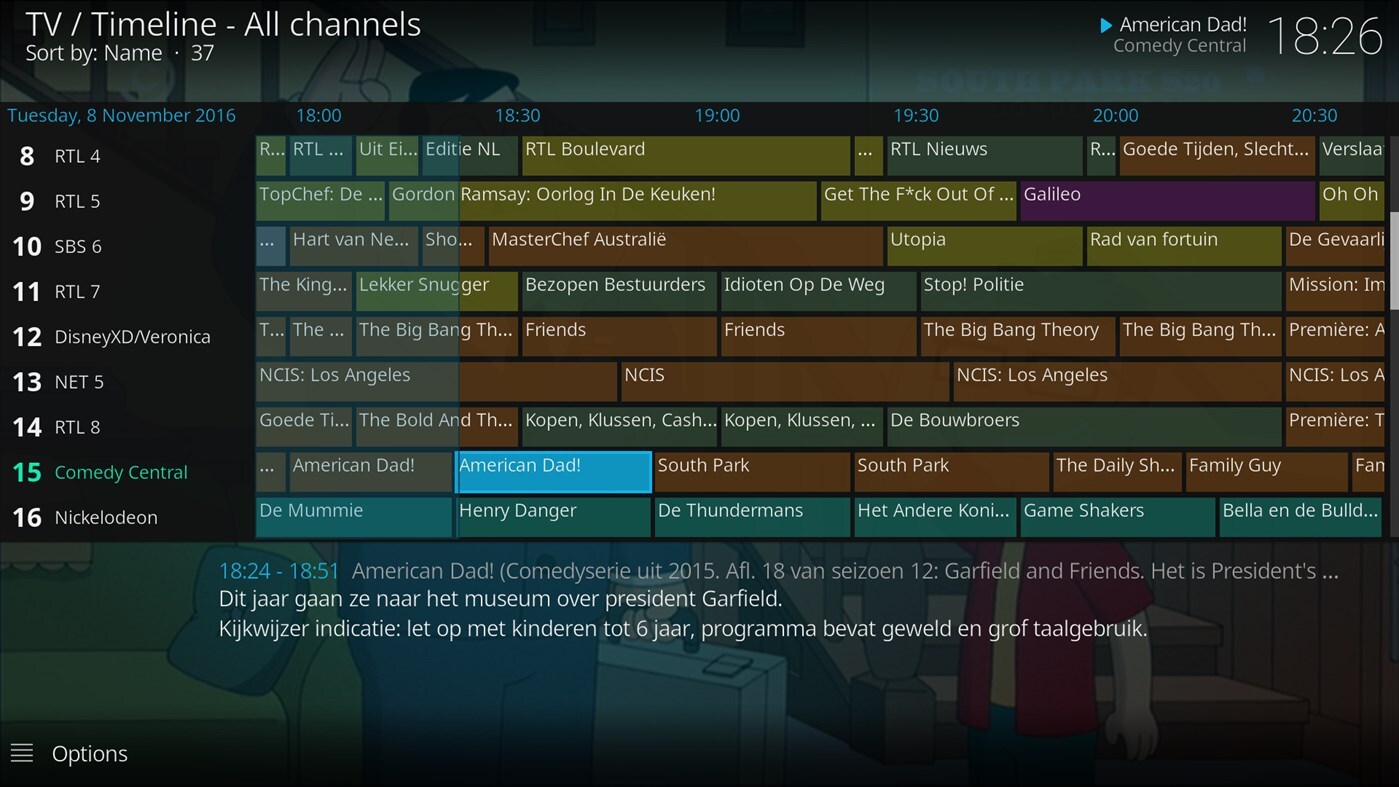 TV / Timeline - All channels
Sort by: Name · 37
American Dad!
Comedy Central
18:26
SOUTH PARK S20
Tuesday, 8 November 2016 18:00 18:30 19:00 19:30 20:00 20:30
8 RTL 4 R... RTL ... Uit Ei... Editie NL RTL Boulevard ... RTL Nieuws R... Goede Tijden, Slecht... Verslaa
9 RTL 5 TopChef: De ... Gordon Ramsay: Oorlog In De Keuken! Get The F*ck Out Of ... Galileo Oh Oh
10 SBS 6 ... Hart van Ne... Sho... MasterChef Australië Utopia Rad van fortuin De Gevaarli
11 RTL 7 The King... Lekker Snugger Bezopen Bestuurders Idioten Op De Weg Stop! Politie Mission: Im
12 DisneyXD/Veronica T... The ... The Big Bang Th... Friends Friends The Big Bang Theory The Big Bang Th... Première: A
13 NET 5 NCIS: Los Angeles NCIS NCIS: Los Angeles NCIS: Los A
14 RTL 8 Goede Ti... The Bold And Th... Kopen, Klussen, Cash... Kopen, Klussen, ... De Bouwbroers Première: T
15 Comedy Central ... American Dad! American Dad! South Park South Park The Daily Sh... Family Guy Fam
16 Nickelodeon De Mummie Henry Danger De Thundermans Het Andere Koni... Game Shakers Bella en de Bulld...
18:24 - 18:51 American Dad! (Comedyserie uit 2015. Afl. 18 van seizoen 12: Garfield and Friends. Het is President's ...
Dit jaar gaan ze naar het museum over president Garfield.
Kijkwijzer indicatie: let op met kinderen tot 6 jaar, programma bevat geweld en grof taalgebruik.
Options